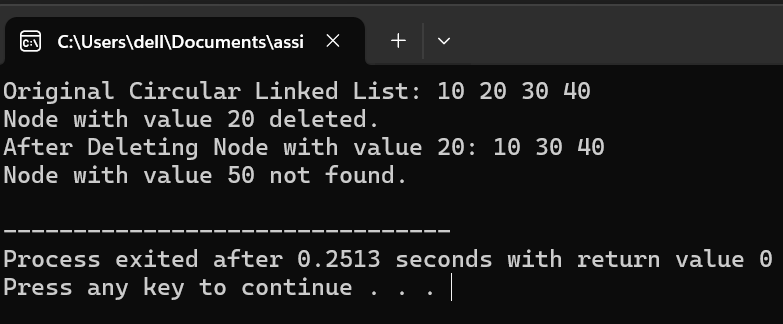 C:\Users\dell\Documents\assi
Original Circular Linked List: 10 20 30 40
Node with value 20 deleted.
After Deleting Node with value 20: 10 30 40
Node with value 50 not found.
--------------------------------
Process exited after 0.2513 seconds with return value 0
Press any key to continue . . .